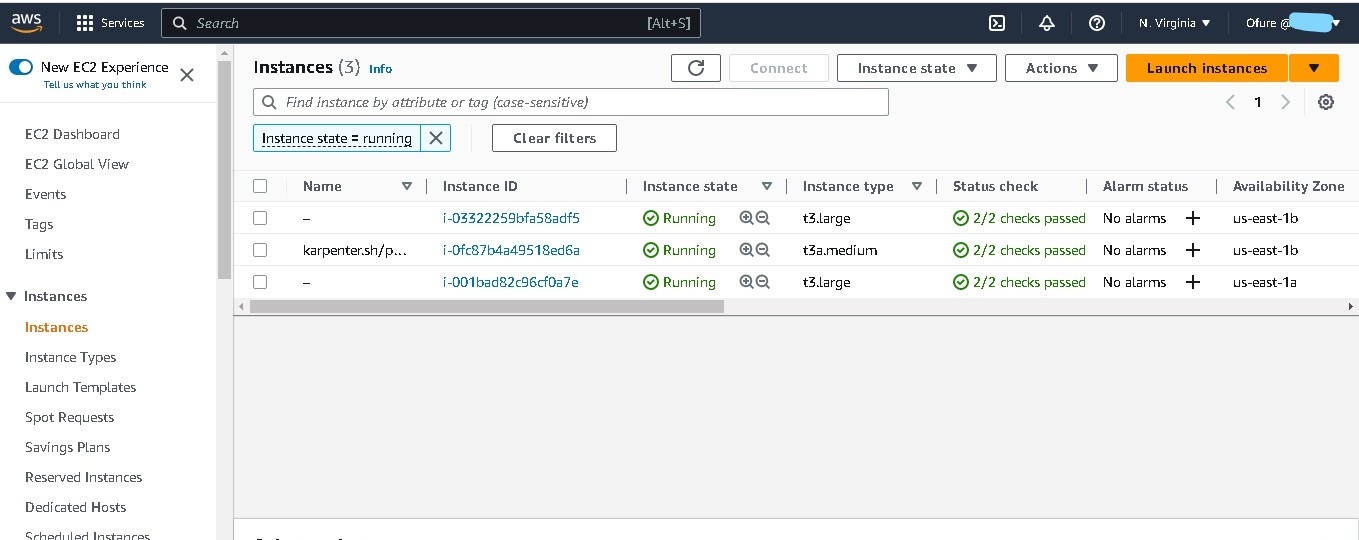 aws Services Search [Alt+S] N. Virginia Ofure @
New EC2 Experience
Tell us what you think
EC2 Dashboard
EC2 Global View
Events
Tags
Limits
Instances
Instances
Instance Types
Launch Templates
Spot Requests
Savings Plans
Reserved Instances
Dedicated Hosts
Scheduled Instances
Instances (3) Info Connect Instance state Actions Launch instances
Find instance by attribute or tag (case-sensitive) 1
Instance state = running Clear filters
Name Instance ID Instance state Instance type Status check Alarm status Availability Zone
– i-03322259bfa58adf5 Running t3.large 2/2 checks passed No alarms + us-east-1b
karpenter.sh/p... i-0fc87b4a49518ed6a Running t3a.medium 2/2 checks passed No alarms + us-east-1b
– i-001bad82c96cf0a7e Running t3.large 2/2 checks passed No alarms + us-east-1a